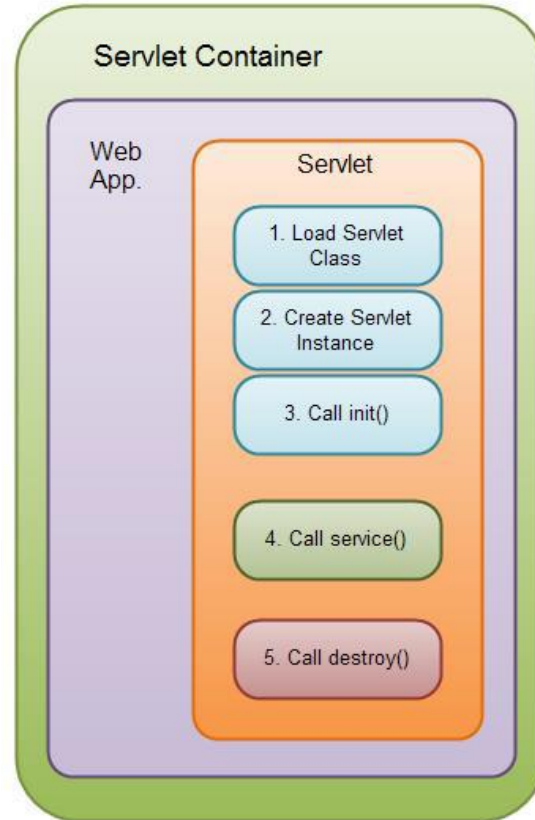 Servlet Container
Web
App.
Servlet
1. Load Servlet
Class
2. Create Servlet
Instance
3. Call init()
4. Call service()
5. Call destroy()